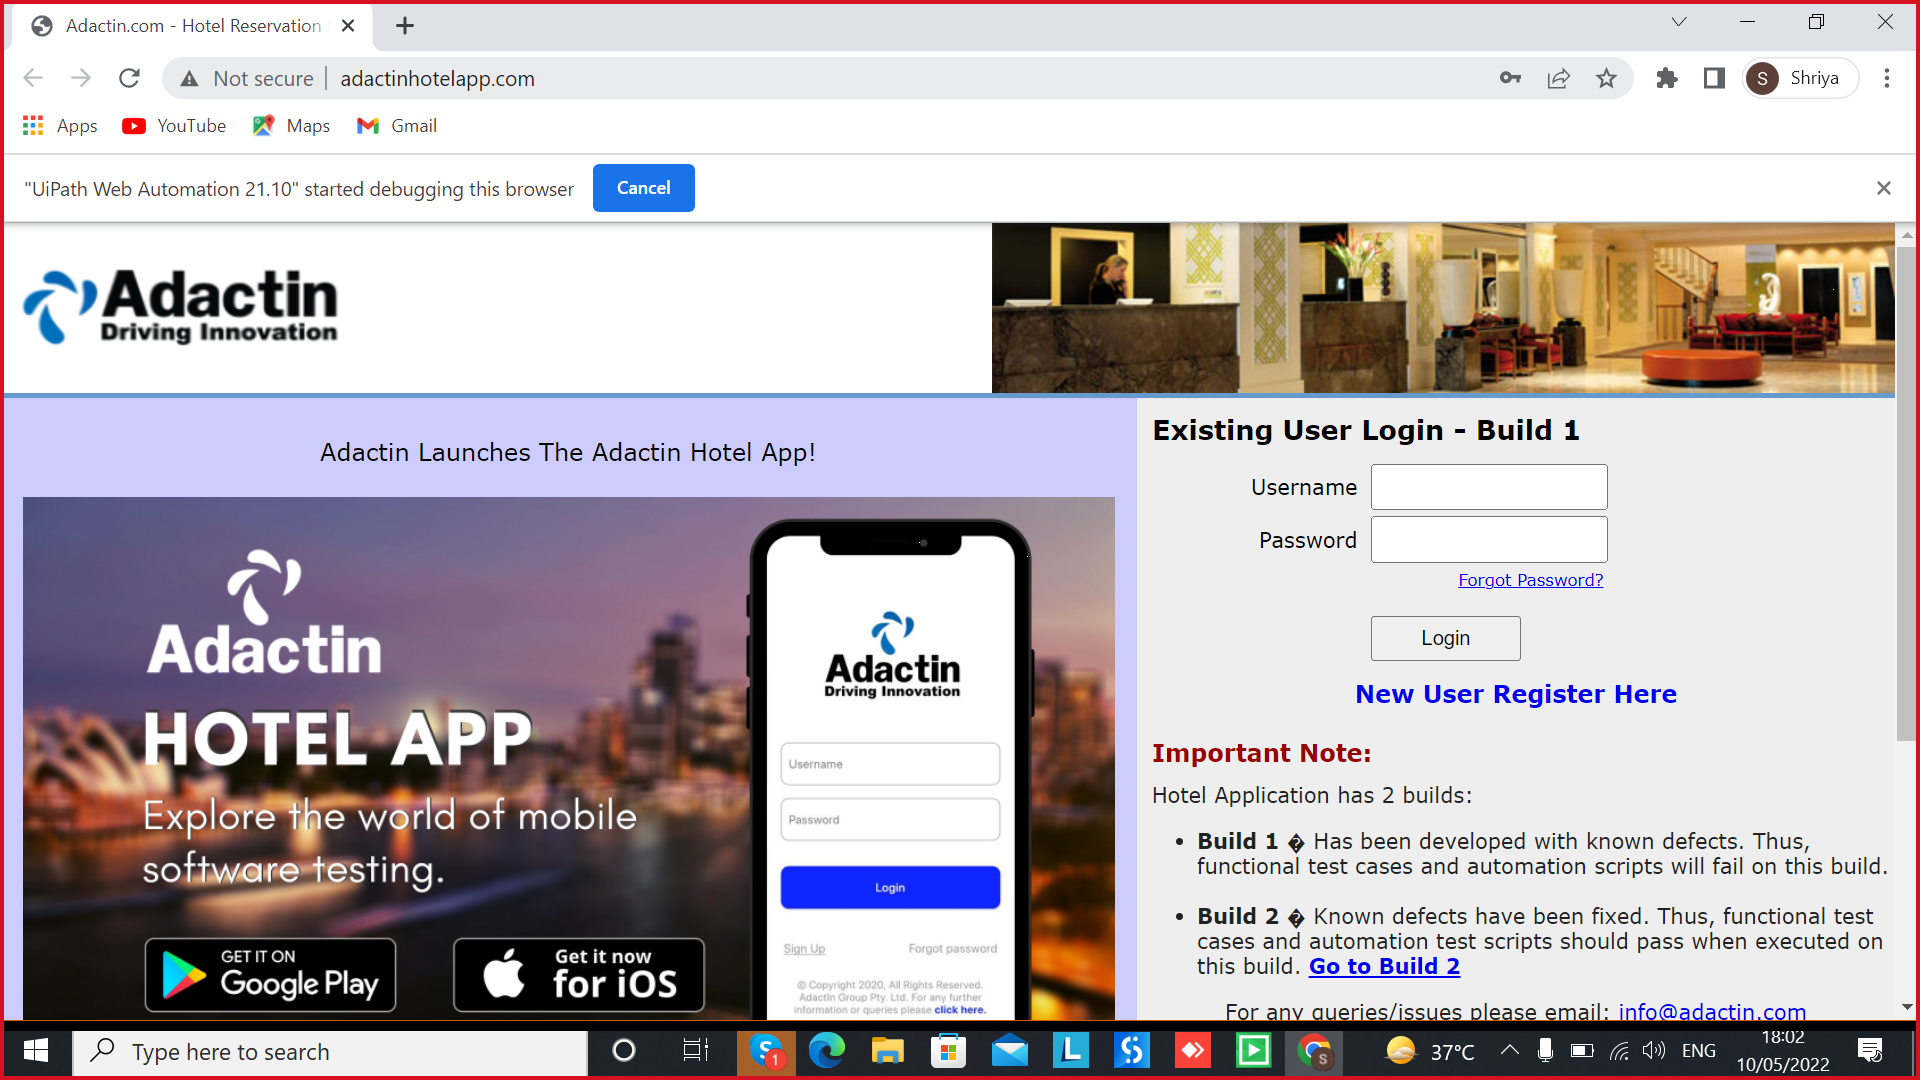 Adactin.com - Hotel Reservation
Not secure
adactinhotelapp.com
S
Shriya
Apps
YouTube
Maps
Gmail
"UiPath Web Automation 21.10" started debugging this browser
Cancel
Adactin
Driving Innovation
Adactin Launches The Adactin Hotel App!
Adactin
HOTEL APP
Explore the world of mobile
software testing.
GET IT ON
Google Play
Get it now
for iOS
Adactin
Driving Innovation
Username
Password
Login
Sign Up
Forgot password
© Copyright 2020, All Rights Reserved.
AdactIn Group Pty. Ltd. For any further
information or queries please click here.
Existing User Login - Build 1
Username
Password
Forgot Password?
Login
New User Register Here
Important Note:
Hotel Application has 2 builds:
• Build 1 � Has been developed with known defects. Thus,
functional test cases and automation scripts will fail on this build.
• Build 2 � Known defects have been fixed. Thus, functional test
cases and automation test scripts should pass when executed on
this build. Go to Build 2
For any queries/issues please email: info@adactin.com
Type here to search
S
1
L
S
S
37°C
ENG
18:02
10/05/2022